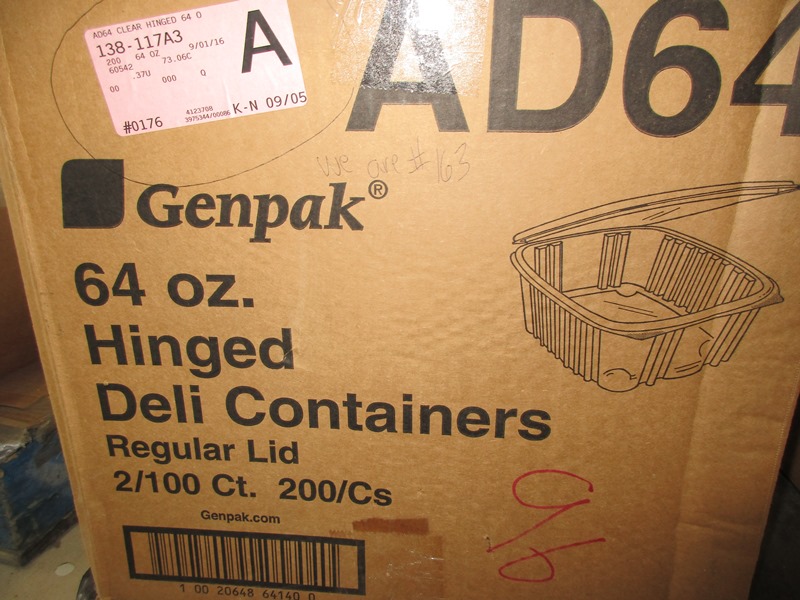 AD64 CLEAR HINGED 64 O
138-117A3
200 64 OZ 9/01/16
60542 73.06C
.37U
00 000 Q
A
4123708
#0176 3975344/00086 K-N 09/05
AD64
we are #163
Genpak®
64 oz.
Hinged
Deli Containers
Regular Lid
2/100 Ct. 200/Cs
Genpak.com
1 00 20648 64140 0